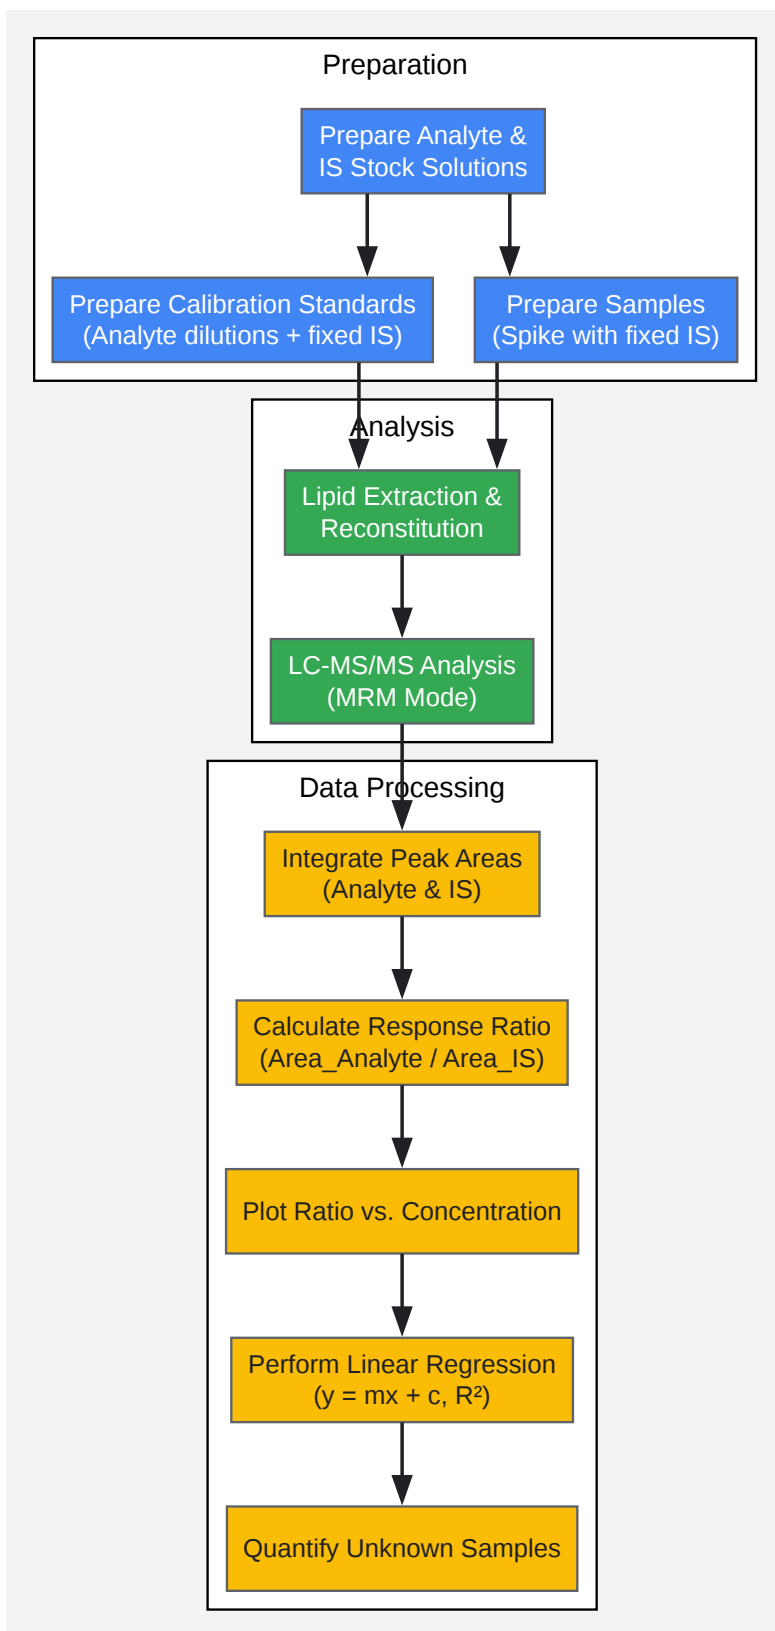 Preparation
Prepare Analyte &
IS Stock Solutions
Prepare Calibration Standards
(Analyte dilutions + fixed IS)
Prepare Samples
(Spike with fixed IS)
Analysis
Lipid Extraction &
Reconstitution
LC-MS/MS Analysis
(MRM Mode)
Data Processing
Integrate Peak Areas
(Analyte & IS)
Calculate Response Ratio
(Area_Analyte / Area_IS)
Plot Ratio vs. Concentration
Perform Linear Regression
(y = mx + c, R²)
Quantify Unknown Samples